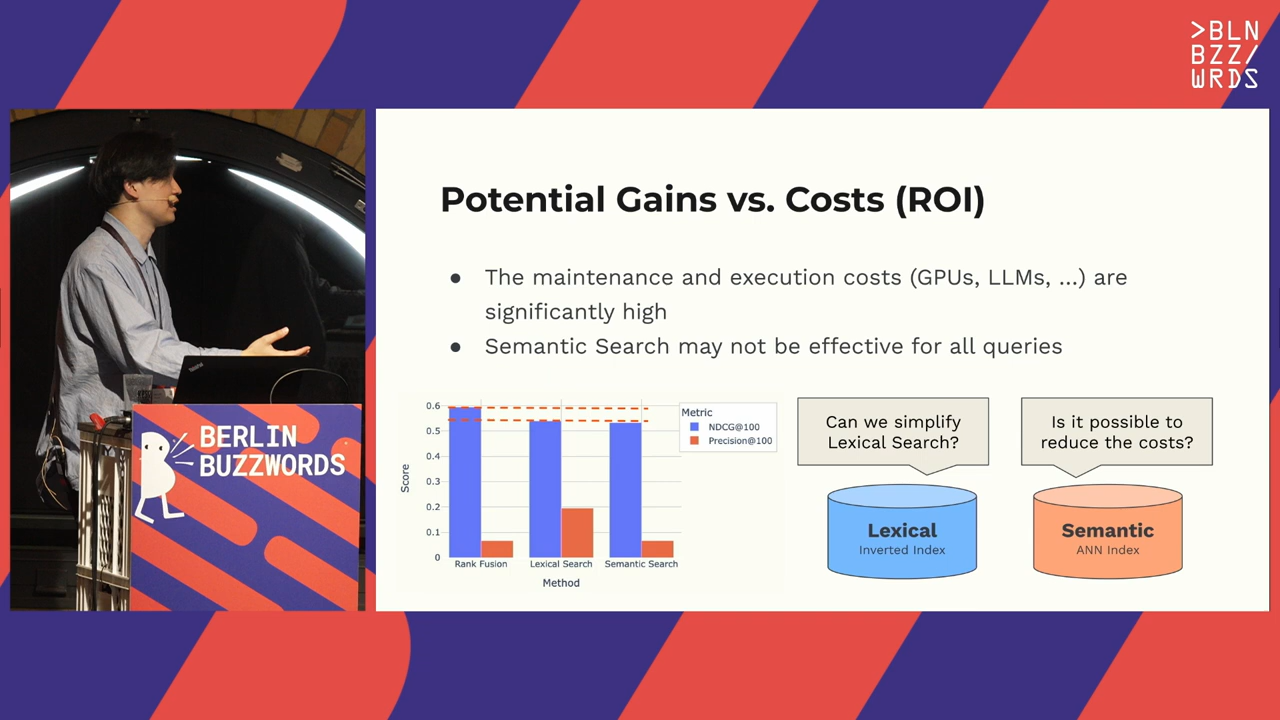 >BLN
BZZ/
WRDS
BERLIN
BUZZWORDS
Potential Gains vs. Costs (ROI)
● The maintenance and execution costs (GPUs, LLMs, ...) are
significantly high
● Semantic Search may not be effective for all queries
Score
0.6
0.5
0.4
0.3
0.2
0.1
0
Rank Fusion
Lexical Search
Semantic Search
Method
Metric
NDCG@100
Precision@100
Can we simplify
Lexical Search?
Lexical
Inverted Index
Is it possible to
reduce the costs?
Semantic
ANN Index